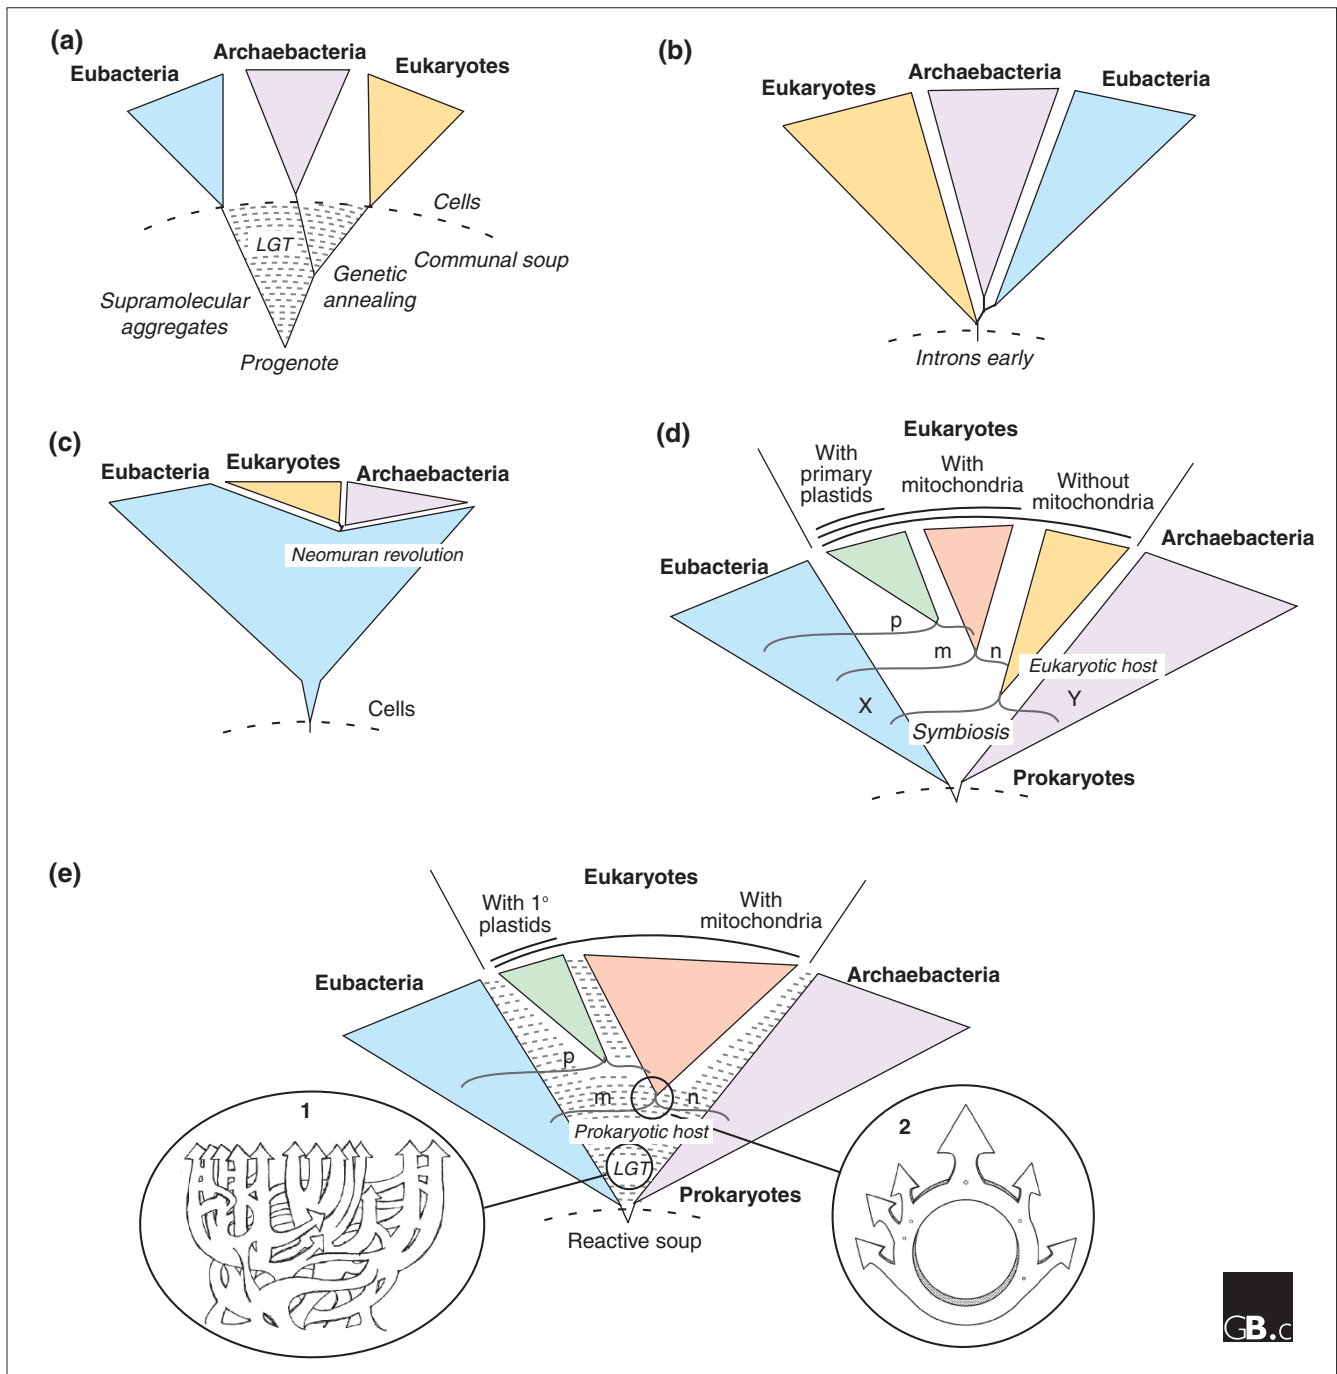 (a)
Eubacteria
Archaebacteria
Eukaryotes
Cells
LGT
Communal soup
Genetic
annealing
Supramolecular
aggregates
Progenote
(b)
Eukaryotes
Archaebacteria
Eubacteria
Introns early
(c)
Eubacteria
Eukaryotes
Archaebacteria
Neomuran revolution
Cells
(d)
Eukaryotes
With
primary
plastids
With
mitochondria
Without
mitochondria
Eubacteria
Archaebacteria
p
m
n
Eukaryotic host
X
Y
Symbiosis
Prokaryotes
(e)
Eukaryotes
With 1°
plastids
With
mitochondria
Eubacteria
Archaebacteria
p
m
n
Prokaryotic host
LGT
Prokaryotes
Reactive soup
1
2
GB.c